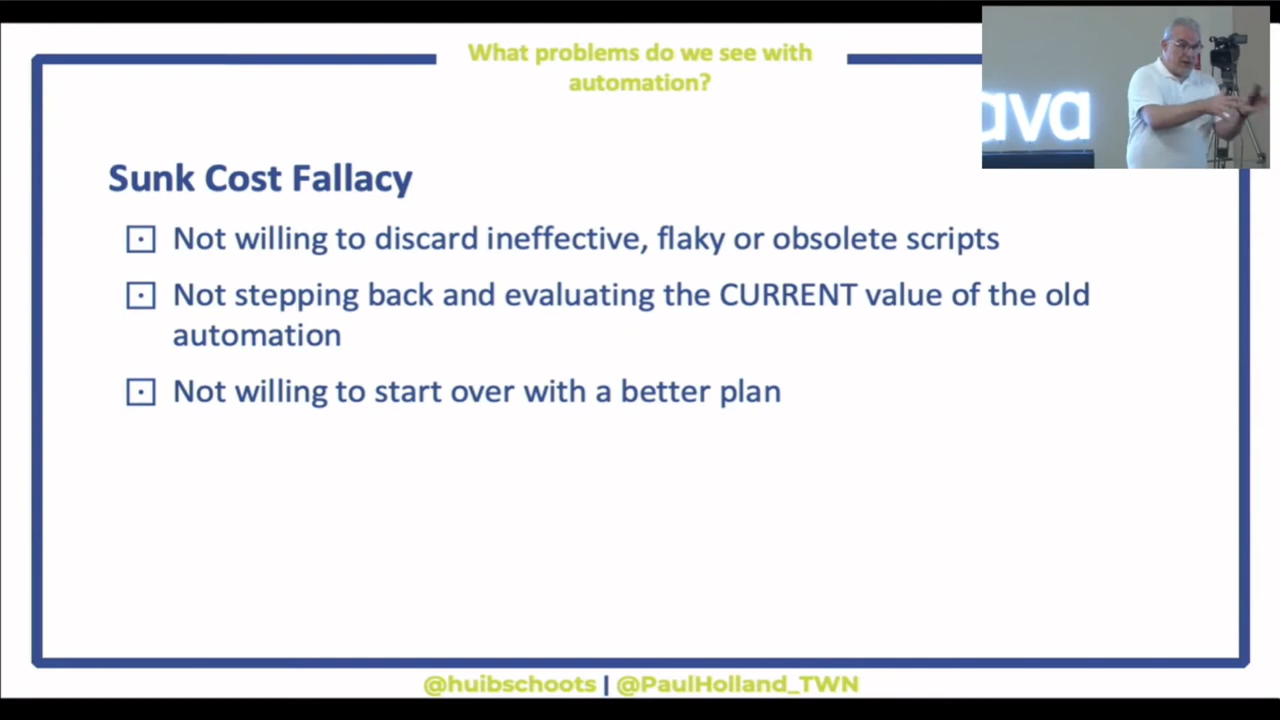 What problems do we see with
automation?
ava
Sunk Cost Fallacy
Not willing to discard ineffective, flaky or obsolete scripts
Not stepping back and evaluating the CURRENT value of the old
automation
Not willing to start over with a better plan
@huibschoots | @PaulHolland_TWN